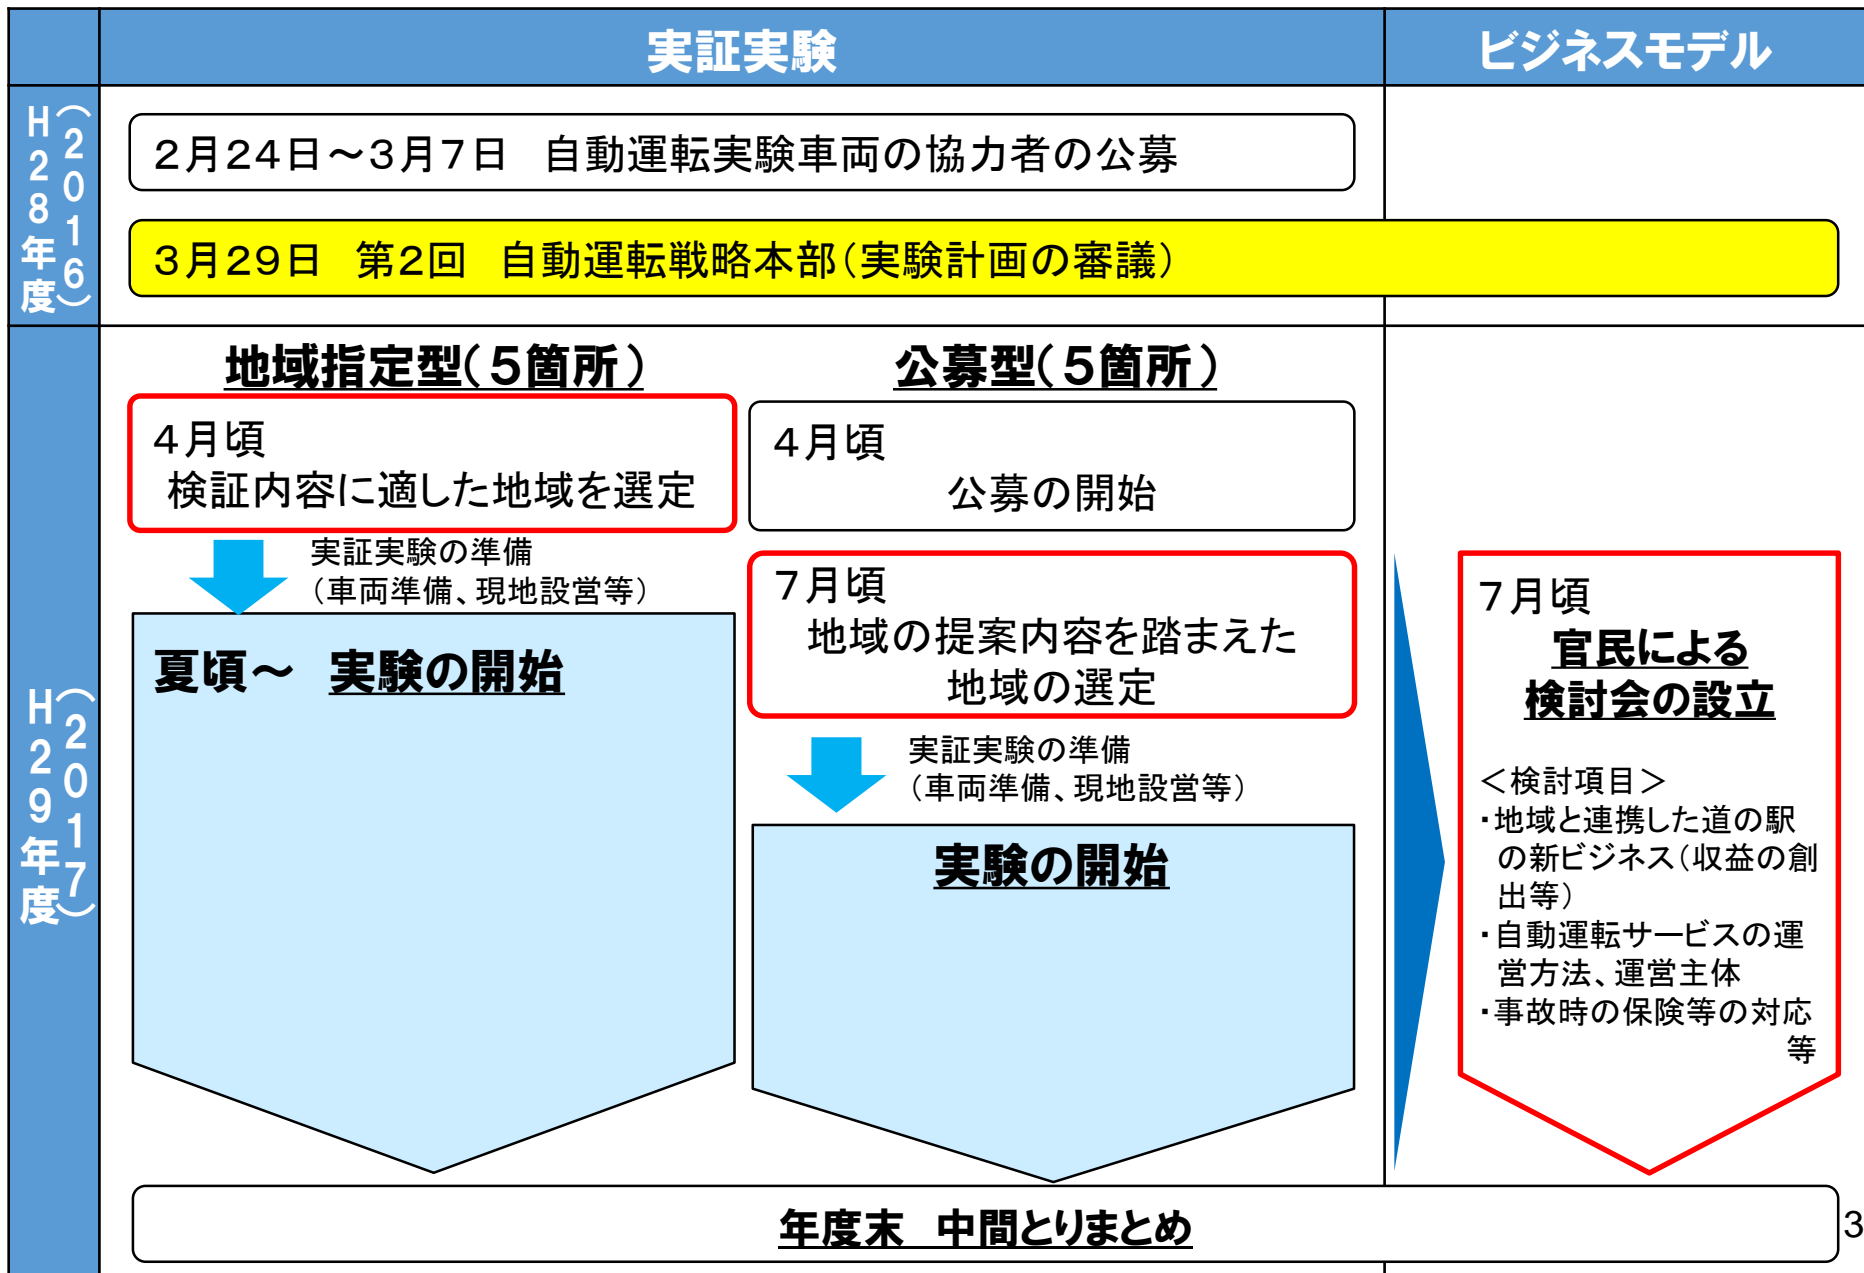 実証実験
ビジネスモデル
H28年度
（2016）
2月24日～3月7日　自動運転実験車両の協力者の公募
3月29日　第2回　自動運転戦略本部（実験計画の審議）
H29年度
（2017）
地域指定型（5箇所）
4月頃
検証内容に適した地域を選定
実証実験の準備
（車両準備、現地設営等）
夏頃～　実験の開始
公募型（5箇所）
4月頃
公募の開始
7月頃
地域の提案内容を踏まえた
地域の選定
実証実験の準備
（車両準備、現地設営等）
実験の開始
7月頃
官民による
検討会の設立
＜検討項目＞
・地域と連携した道の駅
の新ビジネス（収益の創
出等）
・自動運転サービスの運
営方法、運営主体
・事故時の保険等の対応
等
年度末　中間とりまとめ
3